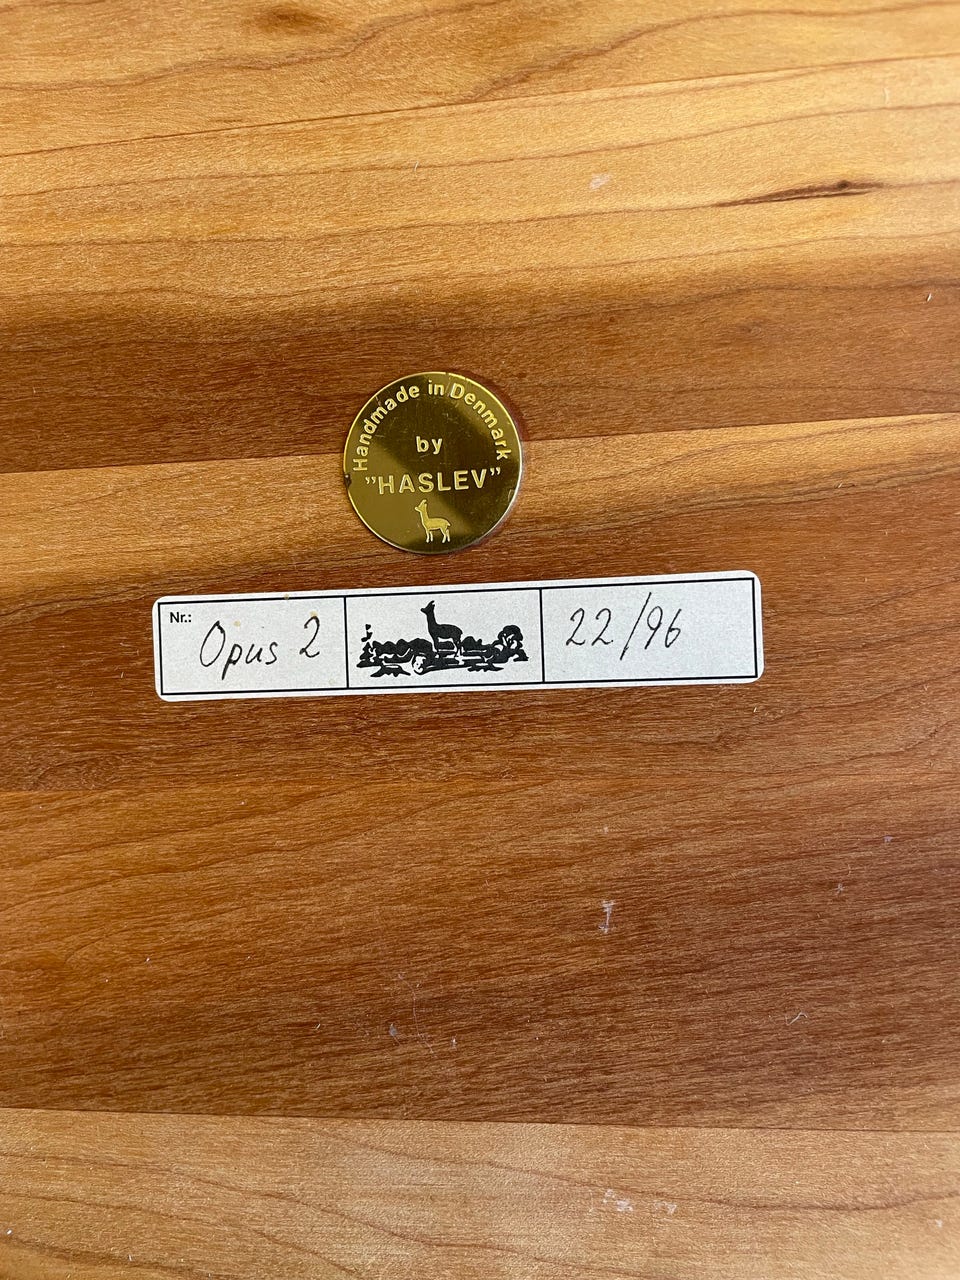 Handmade in Denmark
by
"HASLEV"
Nr.: Opus 2 22/96